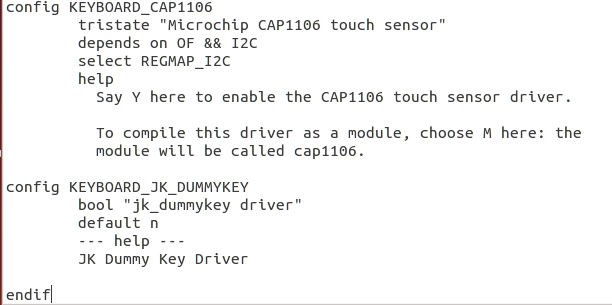 config KEYBOARD_CAP1106
tristate "Microchip CAP1106 touch sensor"
depends on OF && I2C
select REGMAP_I2C
help
Say Y here to enable the CAP1106 touch sensor driver.
To compile this driver as a module, choose M here: the
module will be called cap1106.
config KEYBOARD_JK_DUMMYKEY
bool "jk_dummykey driver"
default n
--- help ---
JK Dummy Key Driver
endif